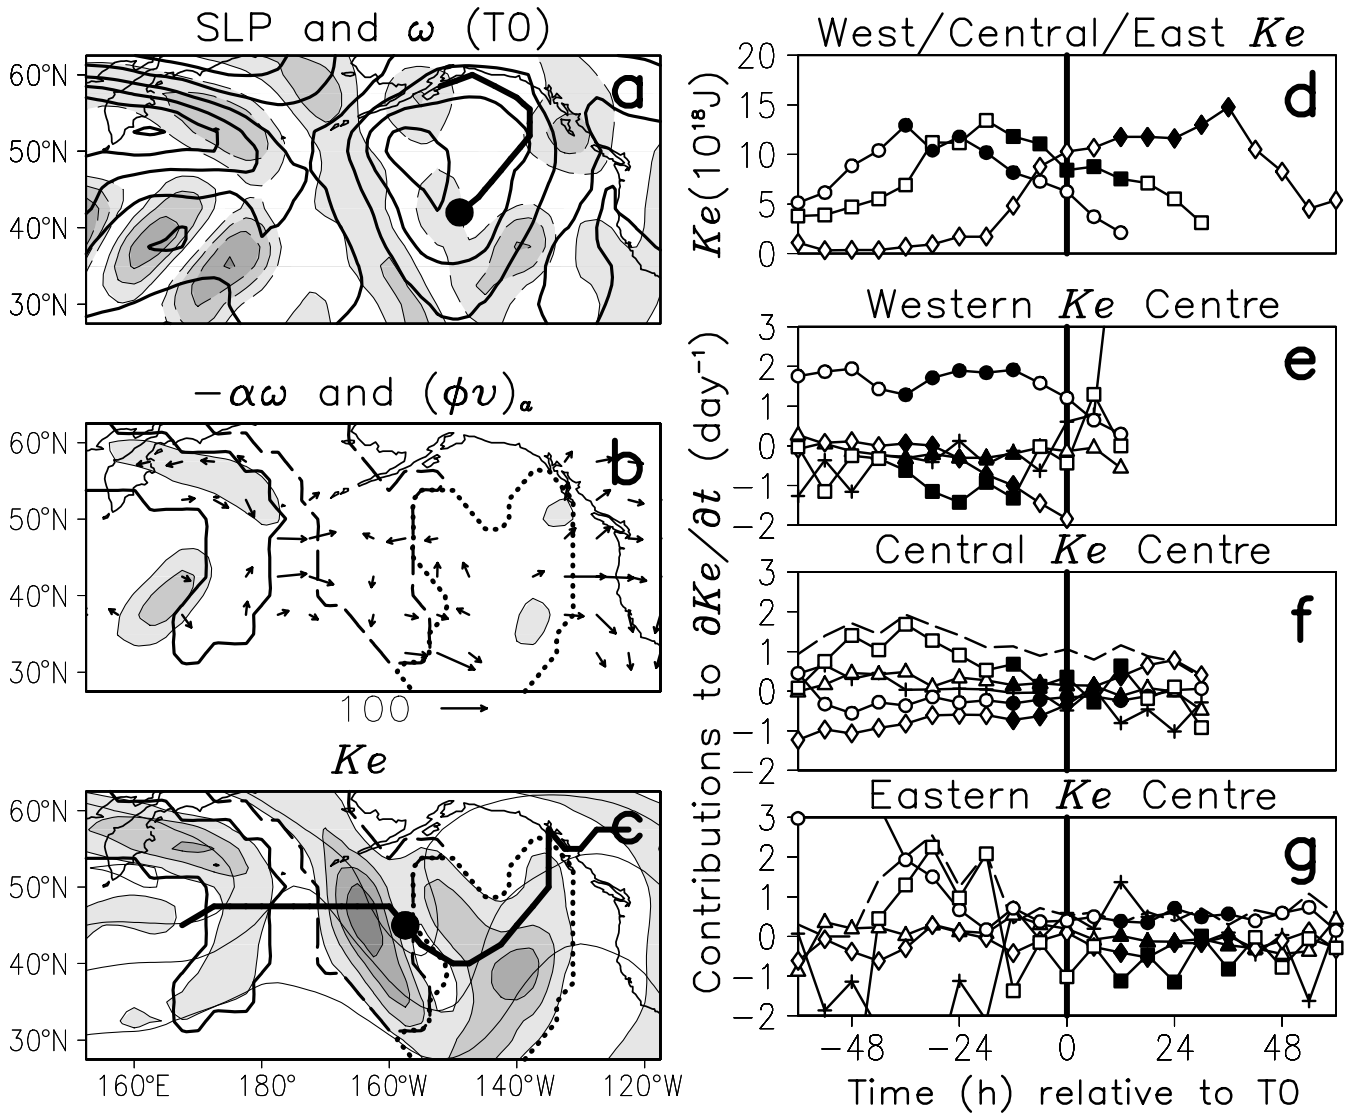 SLP and ω (T0)
a
60°N
50°N
40°N
30°N
−αω and (ϕυ)ₐ
b
60°N
50°N
40°N
30°N
100
Ke
c
60°N
50°N
40°N
30°N
160°E
180°
160°W
140°W
120°W
West/Central/East Ke
d
Ke(10¹⁸J)
20
15
10
5
0
Western Ke Centre
e
3
2
1
0
−1
−2
Central Ke Centre
f
3
2
1
0
−1
−2
Eastern Ke Centre
g
3
2
1
0
−1
−2
Contributions to ∂Ke/∂t (day⁻¹)
−48
−24
0
24
48
Time (h) relative to T0